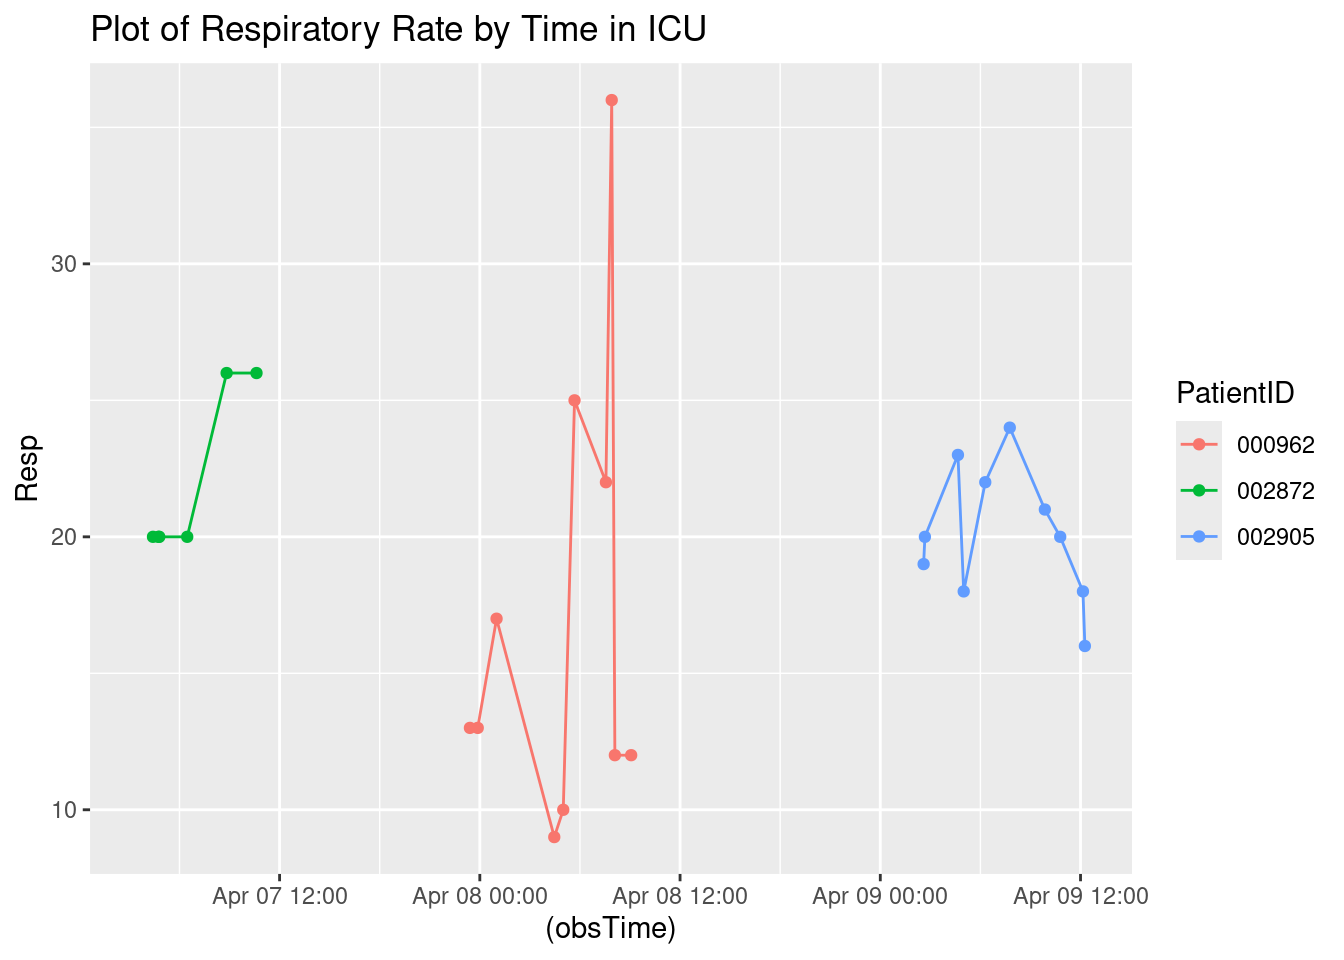 Plot of Respiratory Rate by Time in ICU
30
20
10
Resp
Apr 07 12:00
Apr 08 00:00
Apr 08 12:00
Apr 09 00:00
Apr 09 12:00
(obsTime)
PatientID
000962
002872
002905